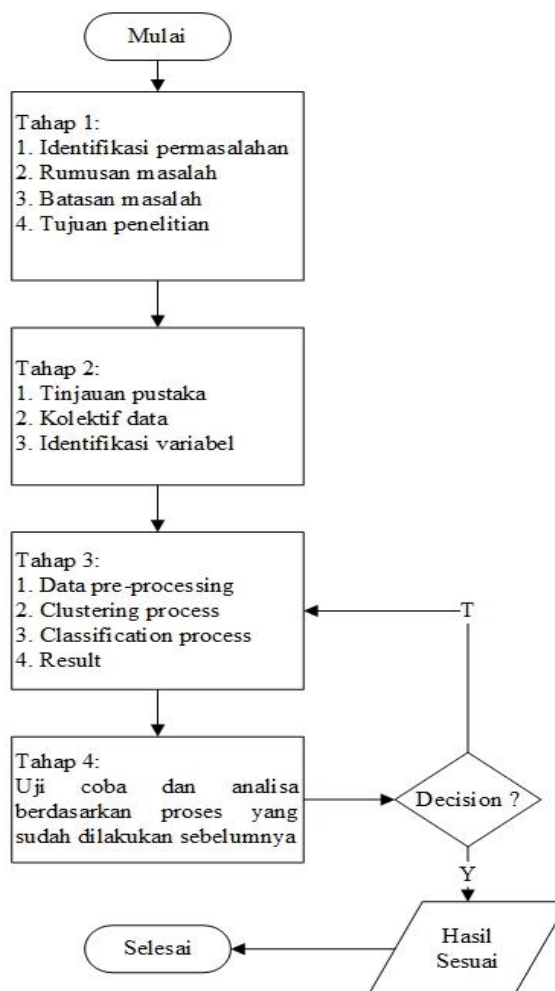 Mulai
Tahap 1:
1. Identifikasi permasalahan
2. Rumusan masalah
3. Batasan masalah
4. Tujuan penelitian
Tahap 2:
1. Tinjauan pustaka
2. Kolektif data
3. Identifikasi variabel
Tahap 3:
1. Data pre-processing
2. Clustering process
3. Classification process
4. Result
T
Tahap 4:
Uji coba dan analisa
berdasarkan proses yang
sudah dilakukan sebelumnya
Decision ?
Y
Hasil
Sesuai
Selesai